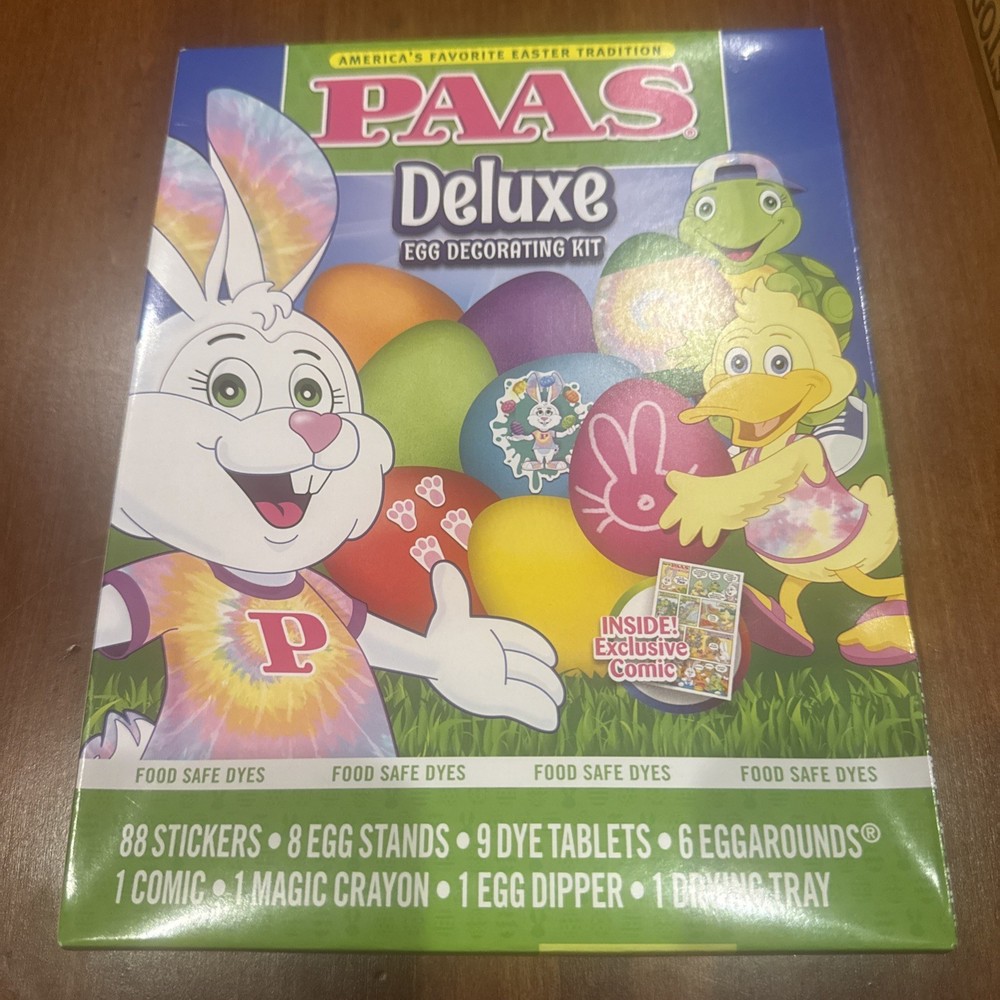 AMERICA'S FAVORITE EASTER TRADITION
PAAS®
Deluxe
EGG DECORATING KIT
P
INSIDE!
Exclusive
Comic
FOOD SAFE DYES FOOD SAFE DYES FOOD SAFE DYES FOOD SAFE DYES
88 STICKERS • 8 EGG STANDS • 9 DYE TABLETS • 6 EGGAROUNDS®
1 COMIC • 1 MAGIC CRAYON • 1 EGG DIPPER • 1 DRYING TRAY